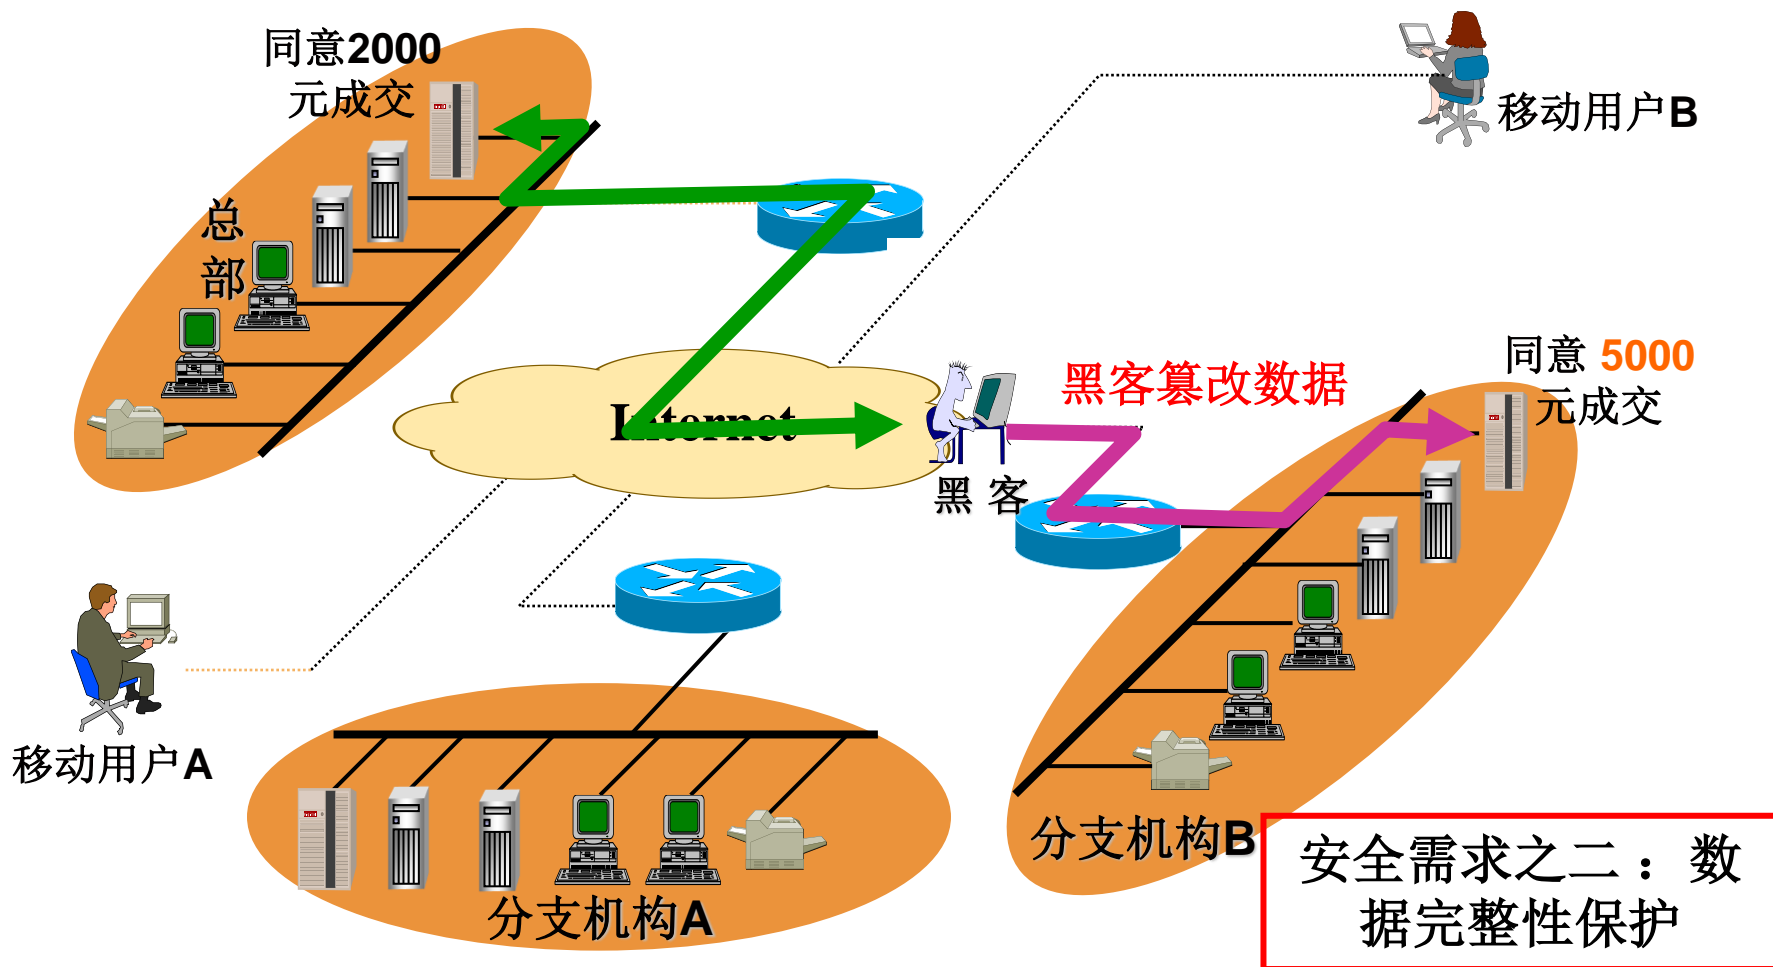 同意2000
元成交
移动用户B
总
部
同意 5000
元成交
黑客篡改数据
Internet
黑 客
移动用户A
分支机构B
分支机构A
安全需求之二 ：数
据完整性保护